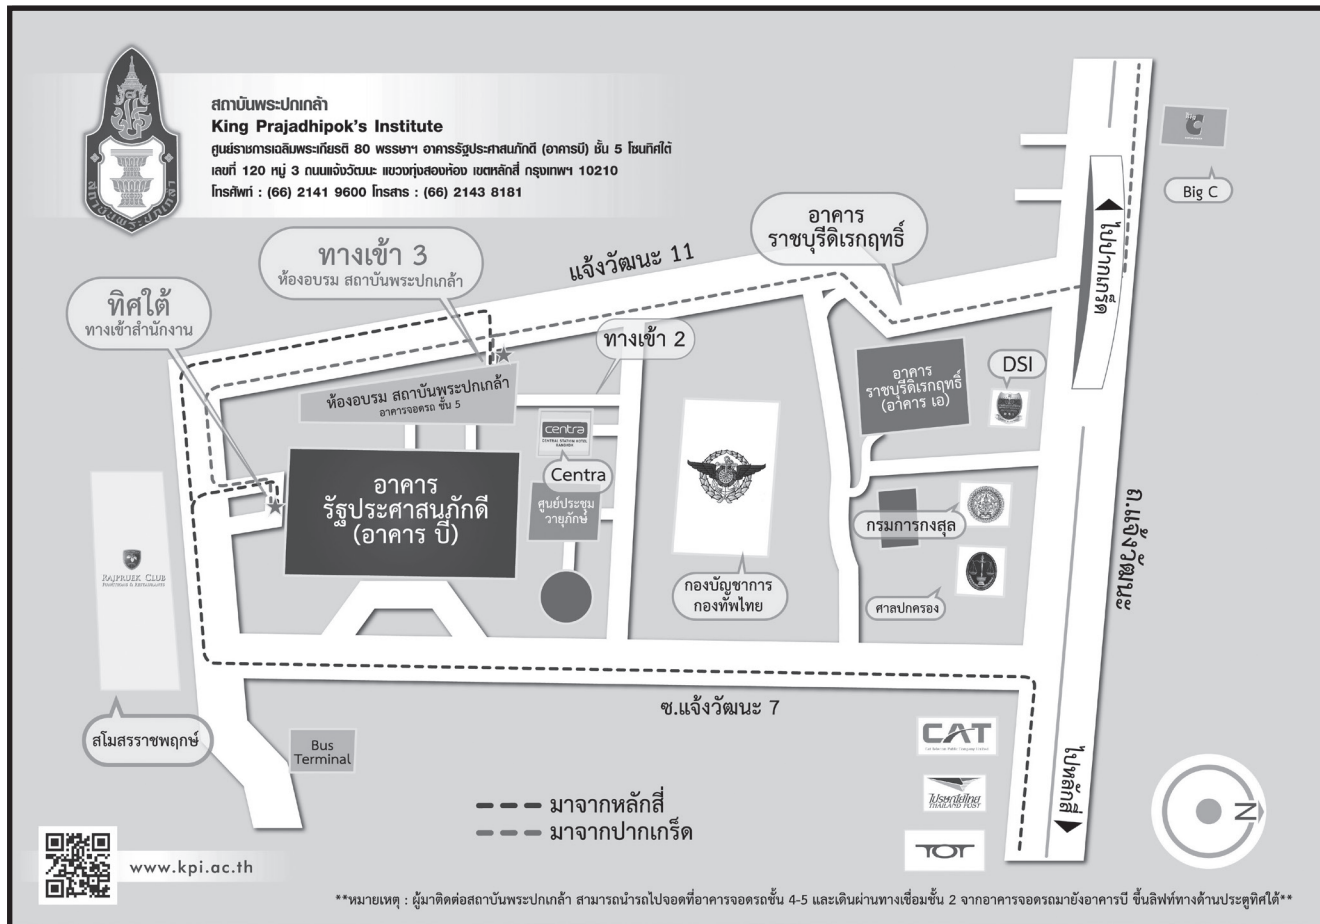 สถาบันพระปกเกล้า
King Prajadhipok's Institute
ศูนย์ราชการเฉลิมพระเกียรติ 80 พรรษาฯ อาคารรัฐประศาสนภักดี (อาคารบี) ชั้น 5 โซนทิศใต้
เลขที่ 120 หมู่ 3 ถนนแจ้งวัฒนะ แขวงทุ่งสองห้อง เขตหลักสี่ กรุงเทพฯ 10210
โทรศัพท์ : (66) 2141 9600 โทรสาร : (66) 2143 8181
สถาบันพระปกเกล้า
Big C
อาคาร
ราชบุรีดิเรกฤทธิ์
ไปปากเกร็ด
แจ้งวัฒนะ 11
ทางเข้า 3
ห้องอบรม สถาบันพระปกเกล้า
ทิศใต้
ทางเข้าสำนักงาน
ทางเข้า 2
ห้องอบรม สถาบันพระปกเกล้า
อาคารจอดรถ ชั้น 5
อาคาร
ราชบุรีดิเรกฤทธิ์
(อาคาร เอ)
DSI
centra
Centra
อาคาร
รัฐประศาสนภักดี
(อาคาร บี)
ศูนย์ประชุม
วายุภักษ์
กรมการกงสุล
ถ.แจ้งวัฒนะ
RAJPRUEK CLUB
กองบัญชาการ
กองทัพไทย
ศาลปกครอง
ซ.แจ้งวัฒนะ 7
สโมสรราชพฤกษ์
Bus
Terminal
CAT
ไปรษณีย์ไทย
THAILAND POST
TOT
ไปหลักสี่
N
มาจากหลักสี่
มาจากปากเกร็ด
www.kpi.ac.th
**หมายเหตุ : ผู้มาติดต่อสถาบันพระปกเกล้า สามารถนำรถไปจอดที่อาคารจอดรถชั้น 4-5 และเดินผ่านทางเชื่อมชั้น 2 จากอาคารจอดรถมายังอาคารบี ขึ้นลิฟท์ทางด้านประตูทิศใต้**